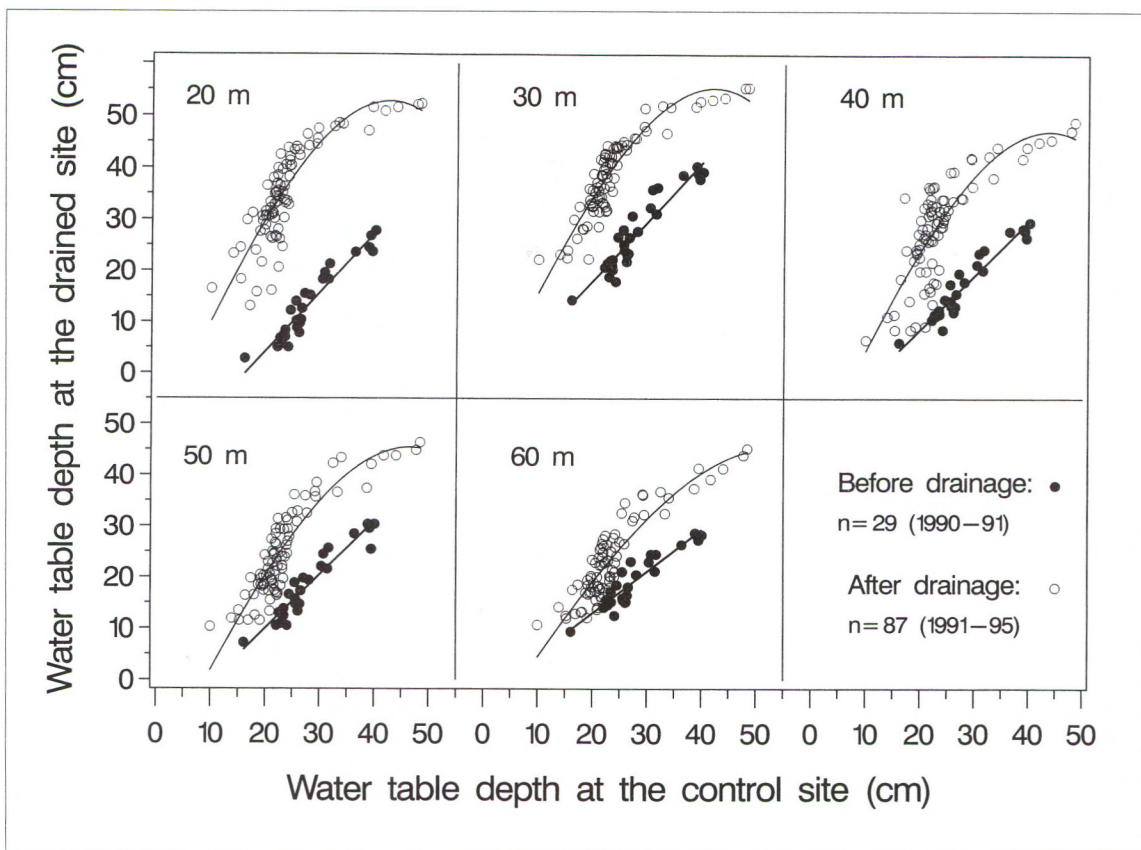 Water table depth at the drained site (cm)
20 m
30 m
40 m
50
40
30
20
10
0
50 m
60 m
50
40
30
20
10
0
Before drainage: ●
n=29 (1990–91)
After drainage: ○
n=87 (1991–95)
0 10 20 30 40 50
0 10 20 30 40 50
0 10 20 30 40 50
Water table depth at the control site (cm)